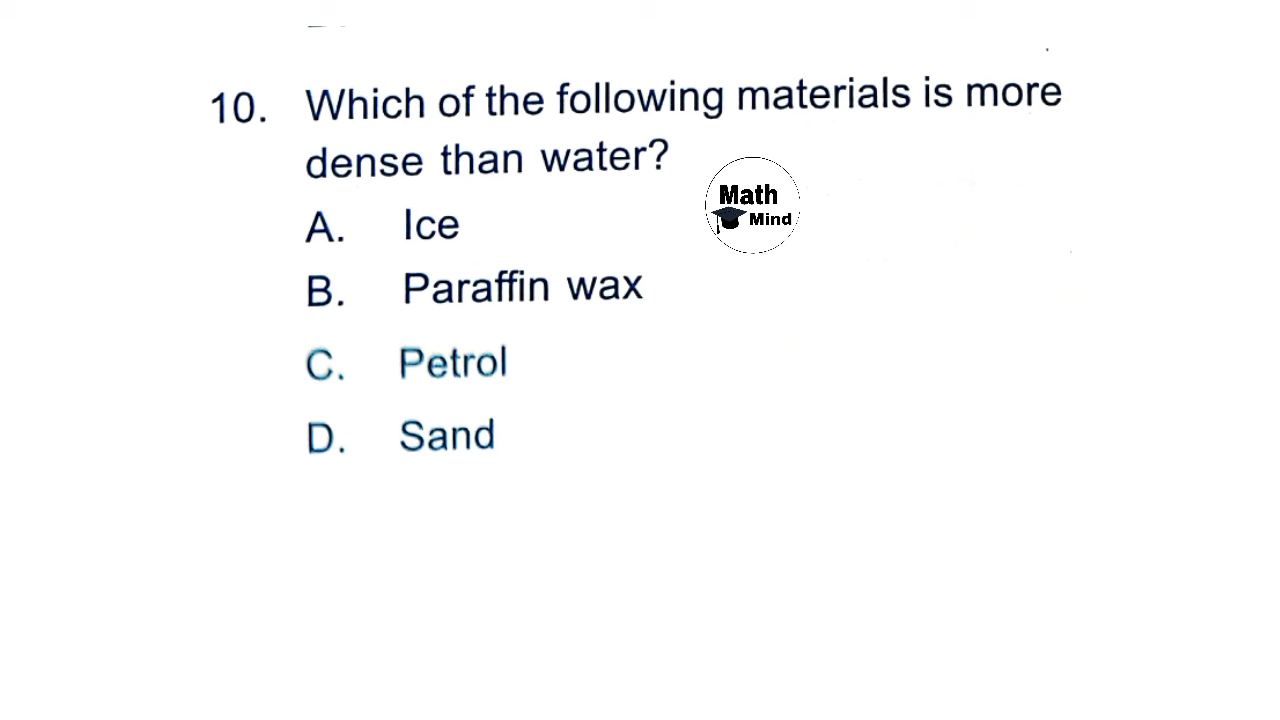 10. Which of the following materials is more
dense than water?
Math
Mind
A. Ice
B. Paraffin wax
C. Petrol
D. Sand